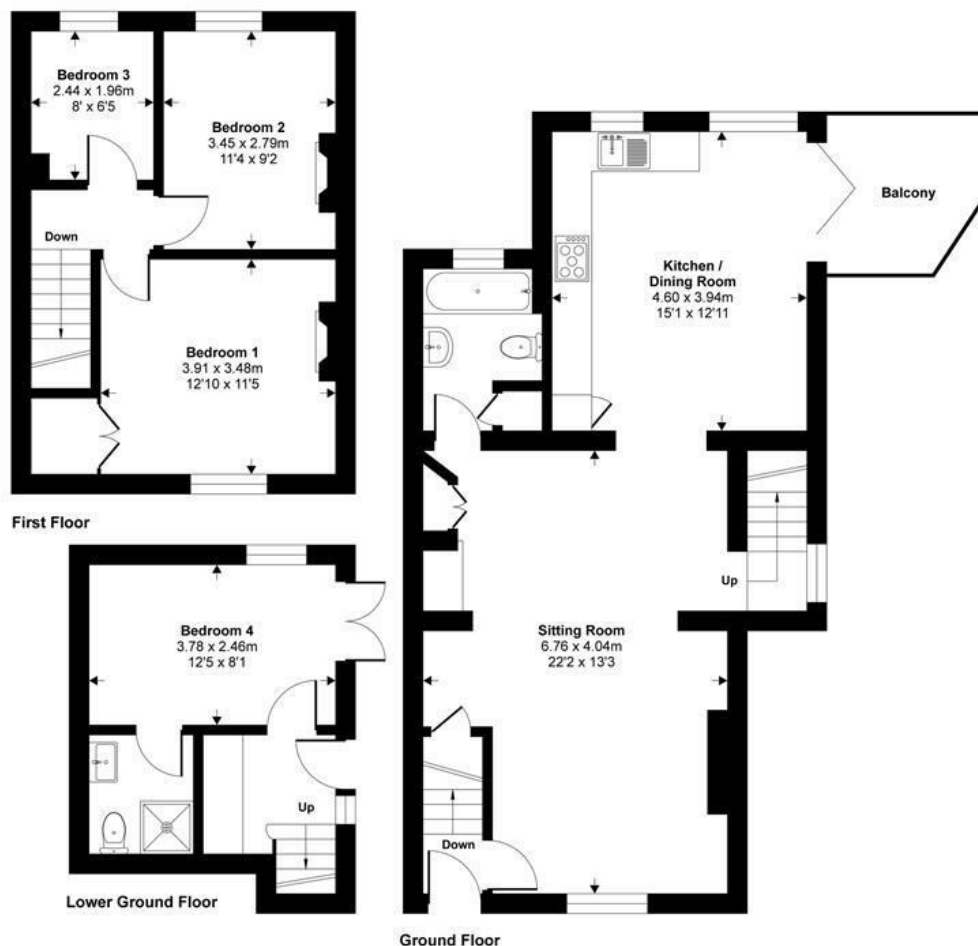 Bedroom 3
2.44 x 1.96m
8' x 6'5
Bedroom 2
3.45 x 2.79m
11'4 x 9'2
Down
Bedroom 1
3.91 x 3.48m
12'10 x 11'5
First Floor
Balcony
Kitchen /
Dining Room
4.60 x 3.94m
15'1 x 12'11
Up
Sitting Room
6.76 x 4.04m
22'2 x 13'3
Down
Ground Floor
Bedroom 4
3.78 x 2.46m
12'5 x 8'1
Up
Lower Ground Floor